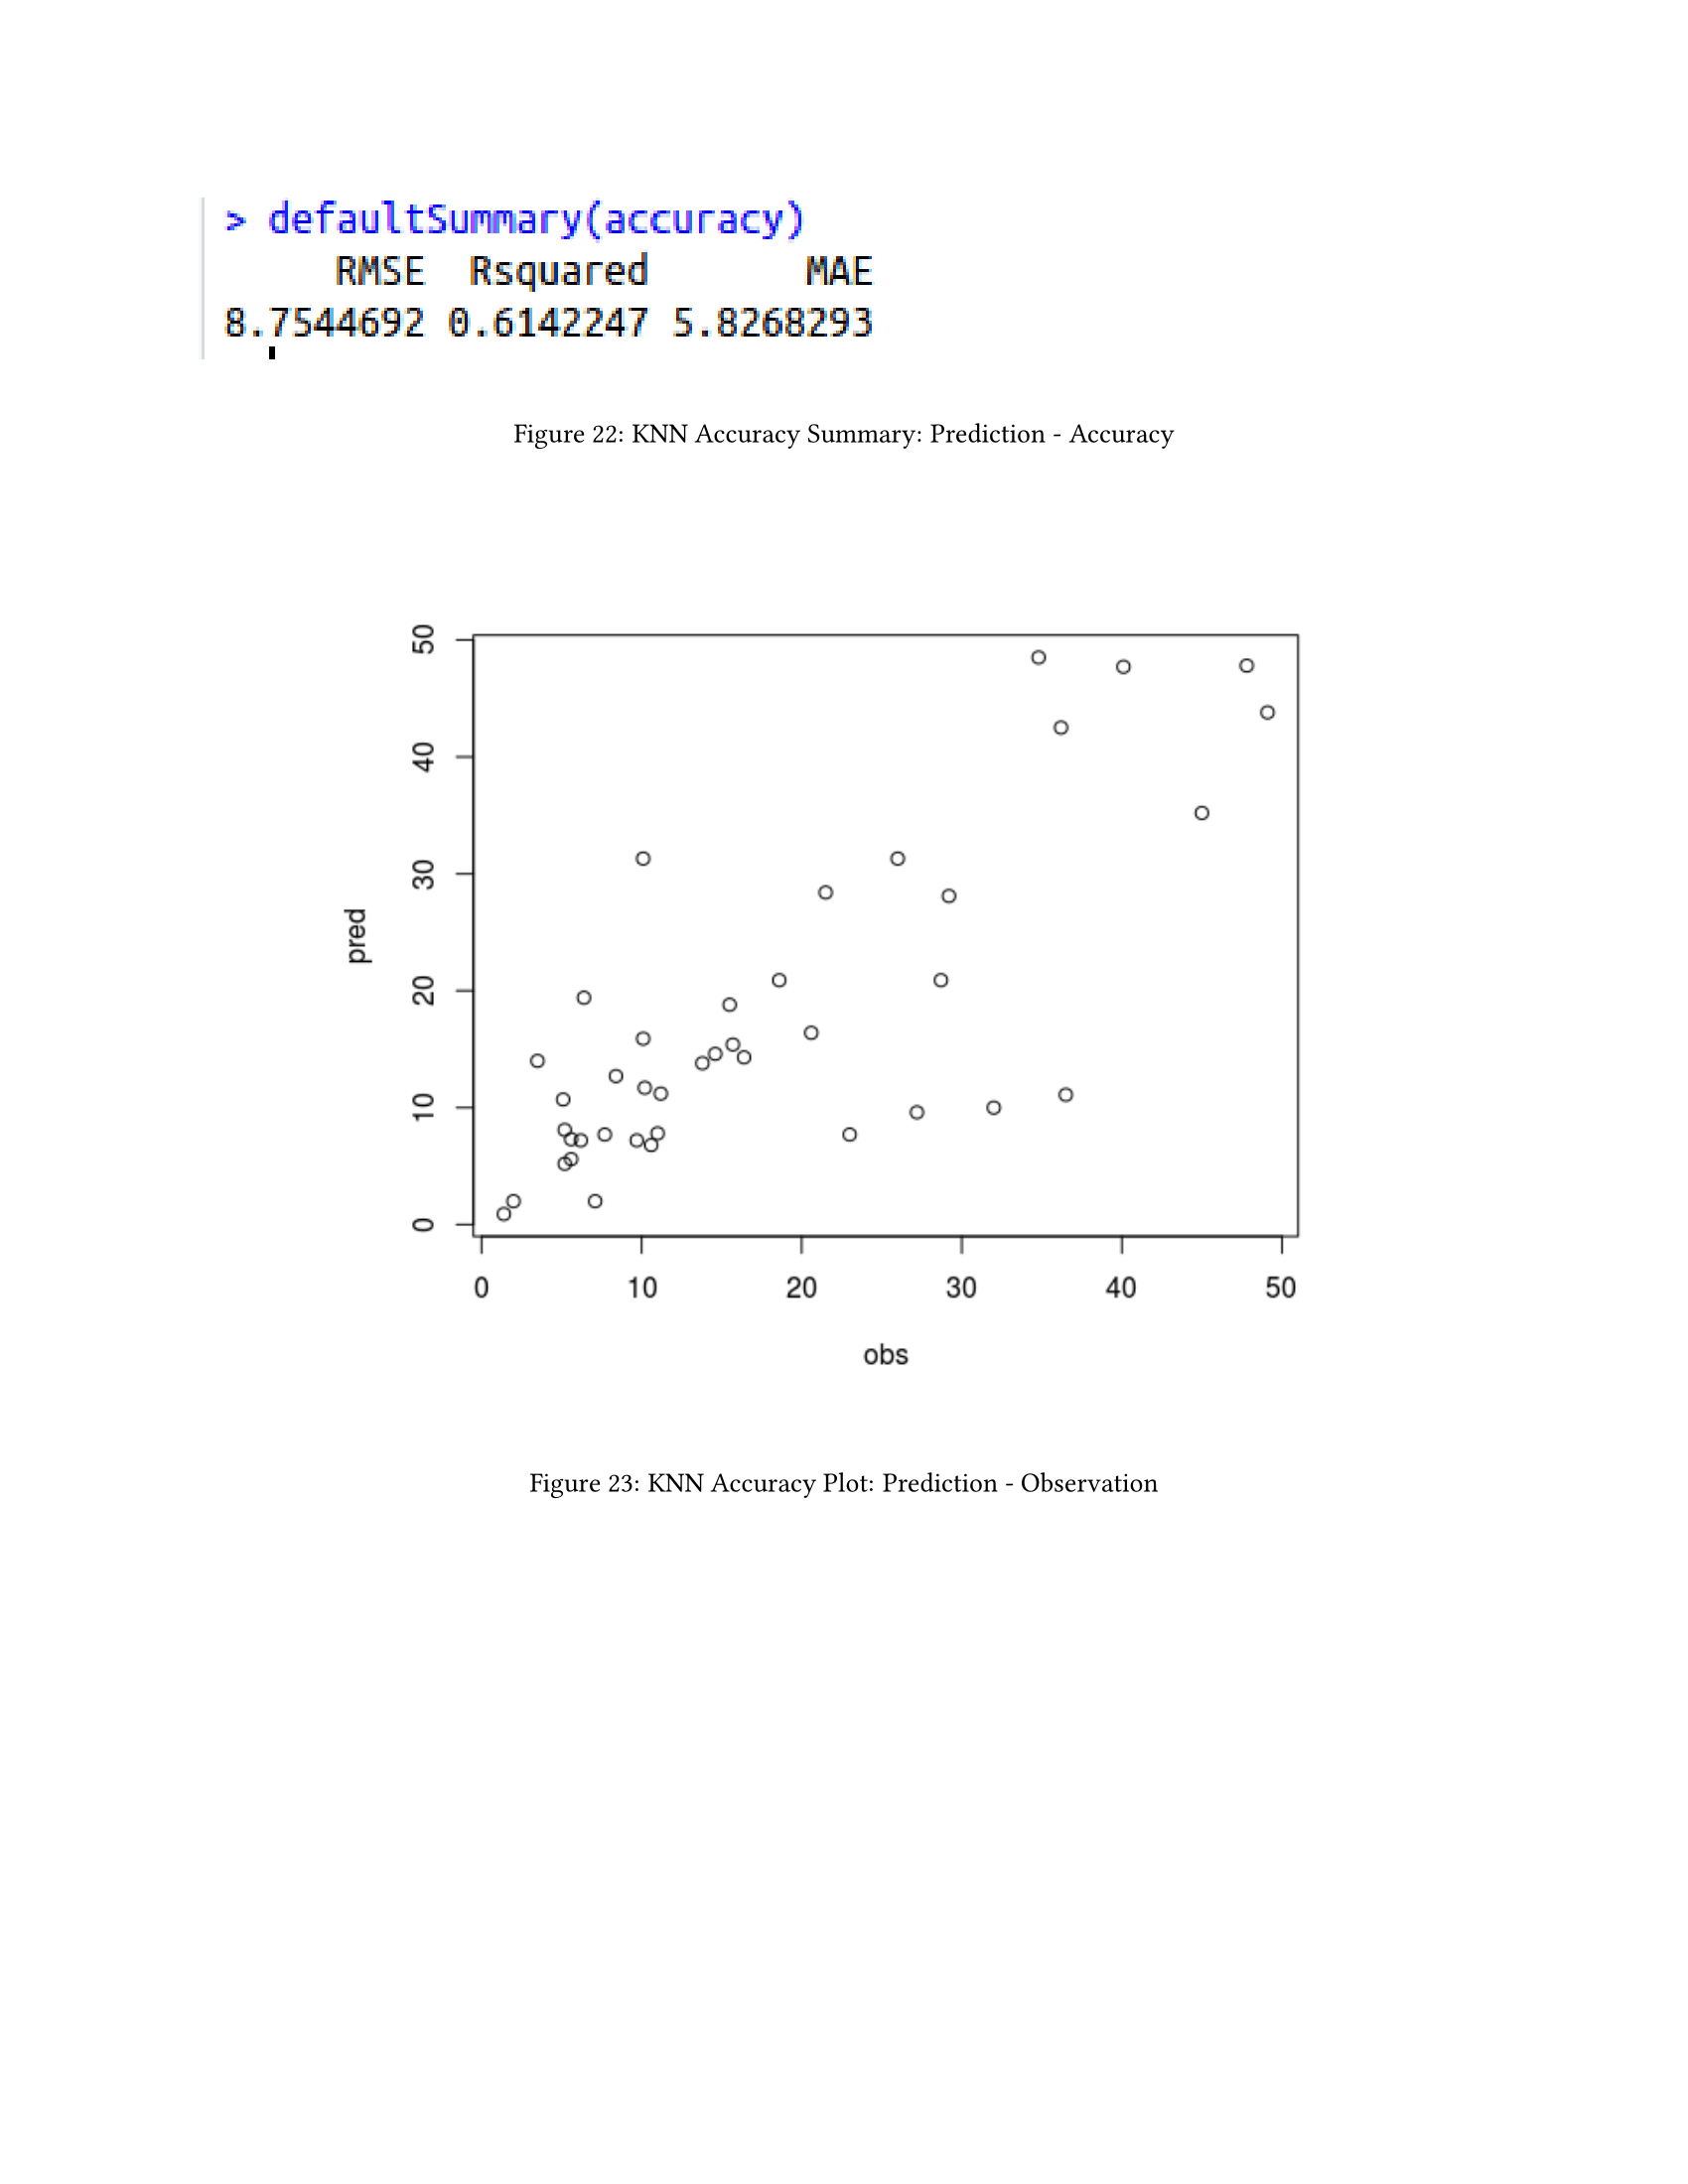 > defaultSummary(accuracy)
RMSE Rsquared MAE
8.7544692 0.6142247 5.8268293
Figure 22: KNN Accuracy Summary: Prediction - Accuracy
50
40
30
20
10
0
pred
0 10 20 30 40 50
obs
Figure 23: KNN Accuracy Plot: Prediction - Observation